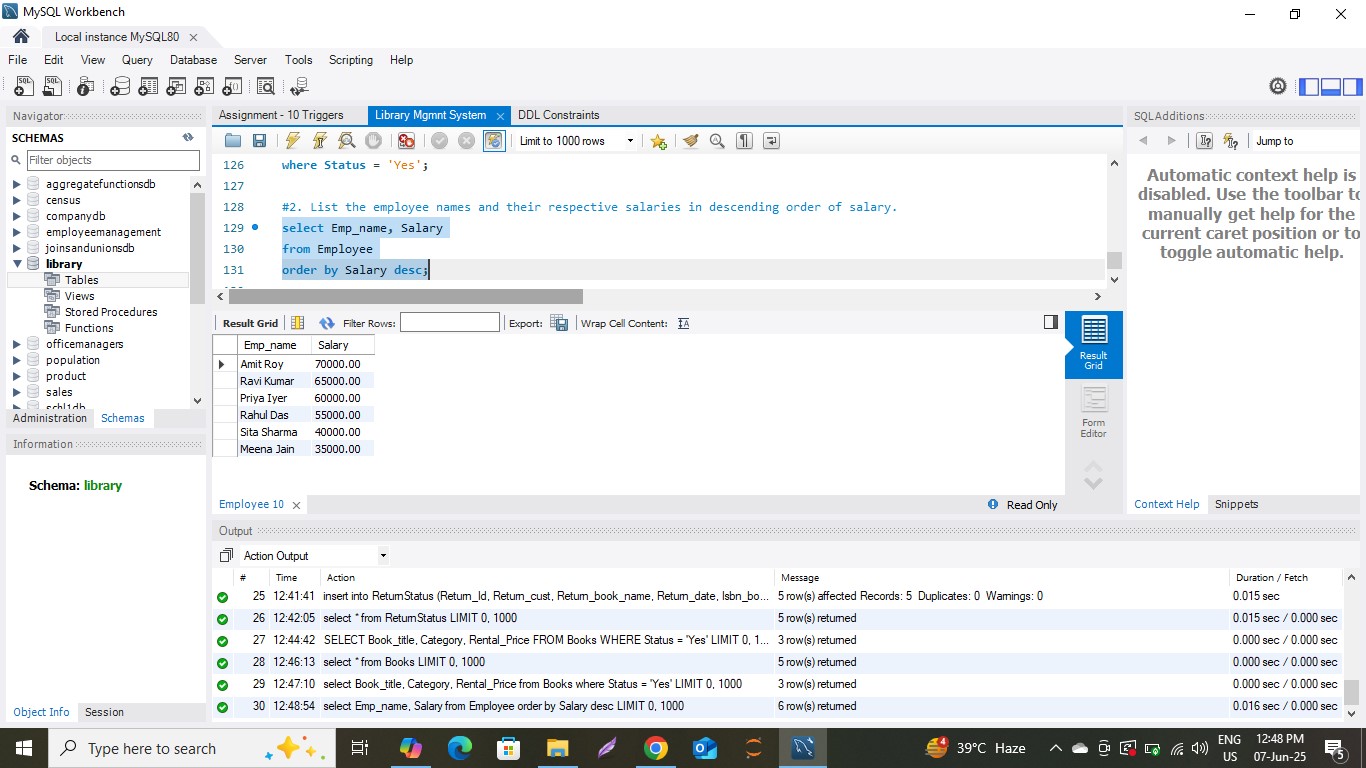 MySQL Workbench
Local instance MySQL80
File Edit View Query Database Server Tools Scripting Help
Navigator
SCHEMAS
Filter objects
aggregatefunctionsdb
census
companydb
employeemanagement
joinsandunionsdb
library
Tables
Views
Stored Procedures
Functions
officemanagers
population
product
sales
schl1db
Administration Schemas
Information
Schema: library
Object Info Session
Assignment - 10 Triggers Library Mgmnt System DDL Constraints
Limit to 1000 rows
126 where Status = 'Yes';
127
128 #2. List the employee names and their respective salaries in descending order of salary.
129 select Emp_name, Salary
130 from Employee
131 order by Salary desc;
Result Grid Filter Rows: Export: Wrap Cell Content:
Emp_name Salary
Amit Roy 70000.00
Ravi Kumar 65000.00
Priya Iyer 60000.00
Rahul Das 55000.00
Sita Sharma 40000.00
Meena Jain 35000.00
Result
Grid
Form
Editor
Employee 10 Read Only
SQLAdditions
Jump to
Automatic context help is
disabled. Use the toolbar to
manually get help for the
current caret position or to
toggle automatic help.
Context Help Snippets
Output
Action Output
# Time Action Message Duration / Fetch
25 12:41:41 insert into ReturnStatus (Return_Id, Return_cust, Return_book_name, Return_date, Isbn_bo... 5 row(s) affected Records: 5 Duplicates: 0 Warnings: 0 0.015 sec
26 12:42:05 select * from ReturnStatus LIMIT 0, 1000 5 row(s) returned 0.015 sec / 0.000 sec
27 12:44:42 SELECT Book_title, Category, Rental_Price FROM Books WHERE Status = 'Yes' LIMIT 0, 1... 3 row(s) returned 0.000 sec / 0.000 sec
28 12:46:13 select * from Books LIMIT 0, 1000 5 row(s) returned 0.000 sec / 0.000 sec
29 12:47:10 select Book_title, Category, Rental_Price from Books where Status = 'Yes' LIMIT 0, 1000 3 row(s) returned 0.000 sec / 0.000 sec
30 12:48:54 select Emp_name, Salary from Employee order by Salary desc LIMIT 0, 1000 6 row(s) returned 0.016 sec / 0.000 sec
Type here to search
4
39°C Haze
ENG
US
12:48 PM
07-Jun-25
5